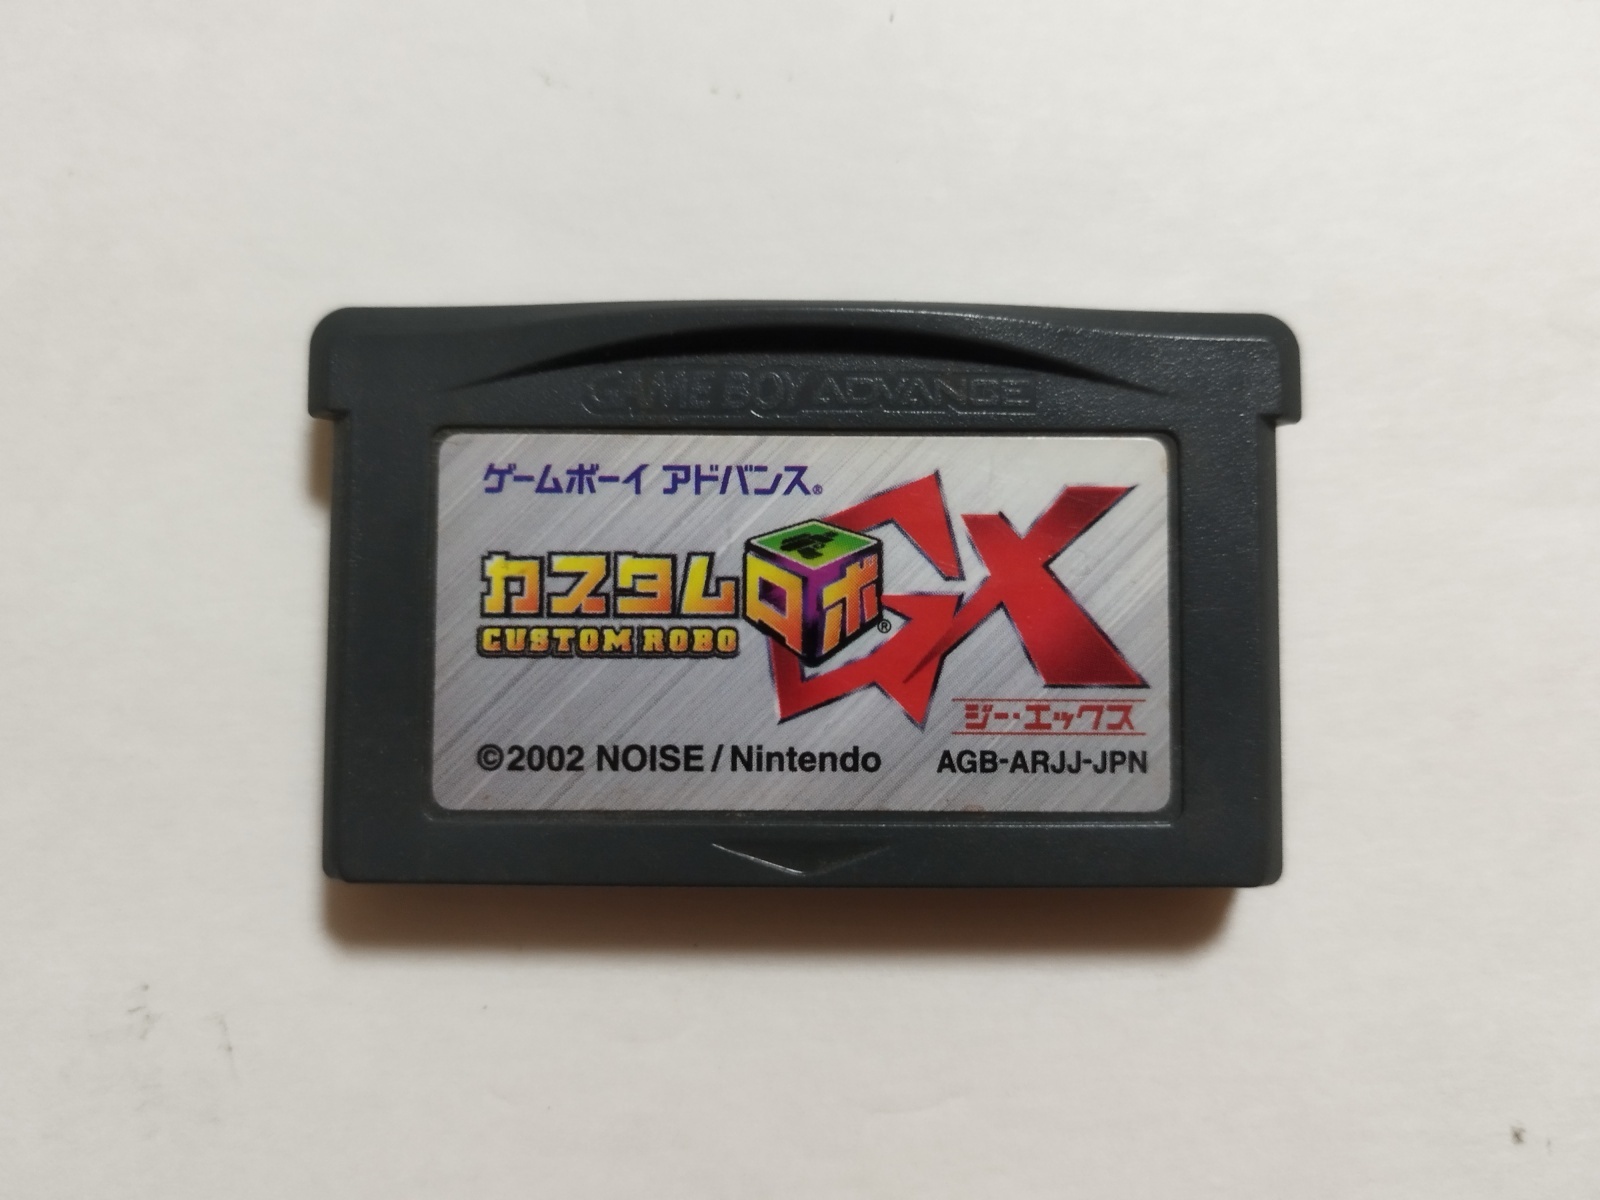 GAME BOY ADVANCE
ゲームボーイ アドバンス®
カスタムロボ®
GX
CUSTOM ROBO
ジー・エックス
©2002 NOISE / Nintendo
AGB-ARJJ-JPN